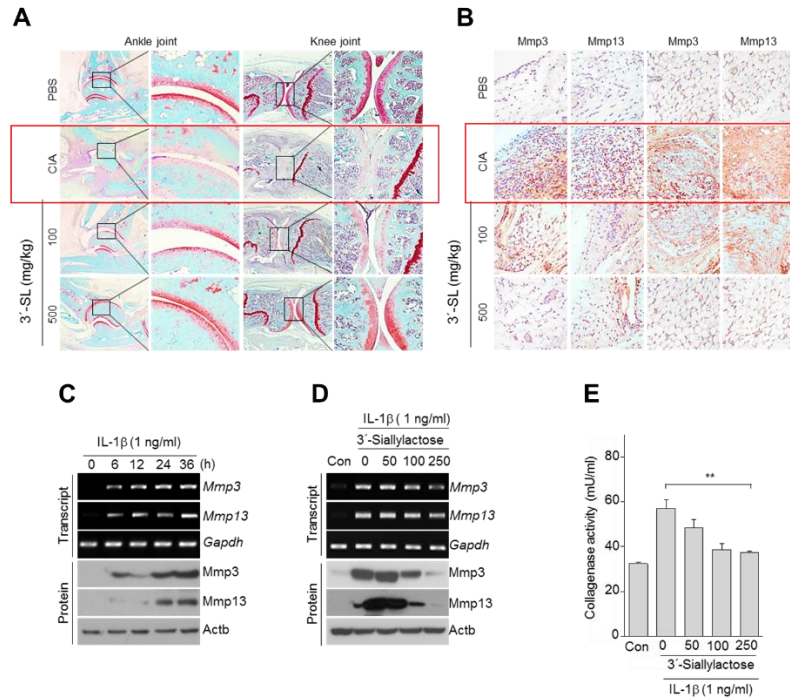 A
Ankle joint
Knee joint
PBS
CIA
100
500
3´-SL (mg/kg)
B
Mmp3 Mmp13 Mmp3 Mmp13
PBS
CIA
100
500
3´-SL (mg/kg)
C
IL-1β (1 ng/ml)
0 6 12 24 36 (h)
Transcript
Mmp3
Mmp13
Gapdh
Protein
Mmp3
Mmp13
Actb
D
IL-1β (1 ng/ml)
3´-Siallylactose
Con 0 50 100 250
Transcript
Mmp3
Mmp13
Gapdh
Protein
Mmp3
Mmp13
Actb
E
Collagenase activity (mU/ml)
80
60
40
20
0
**
Con 0 50 100 250
3´-Siallylactose
IL-1β (1 ng/ml)